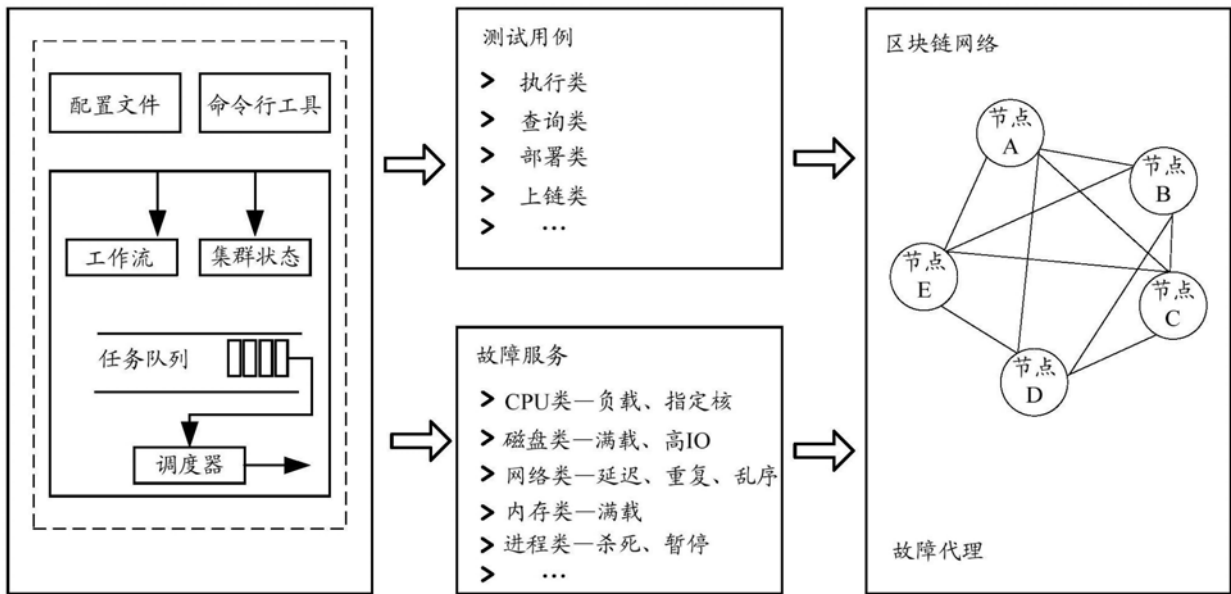 配置文件
命令行工具
工作流
集群状态
任务队列
调度器
测试用例
> 执行类
> 查询类
> 部署类
> 上链类
> …
故障服务
> CPU类—负载、指定核
> 磁盘类—满载、高IO
> 网络类—延迟、重复、乱序
> 内存类—满载
> 进程类—杀死、暂停
> …
区块链网络
节点
A
节点
B
节点
E
节点
C
节点
D
故障代理